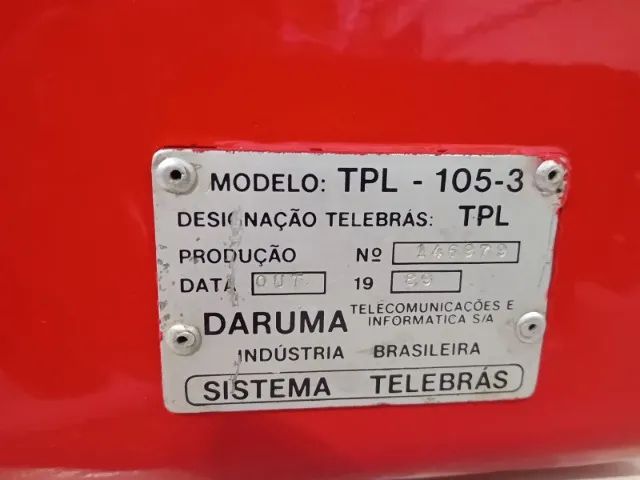 MODELO: TPL - 105-3
DESIGNAÇÃO TELEBRÁS: TPL
PRODUÇÃO Nº 146979
DATA OUT. 19
DARUMA TELECOMUNICAÇÕES E INFORMATICA S/A
INDÚSTRIA BRASILEIRA
SISTEMA TELEBRÁS